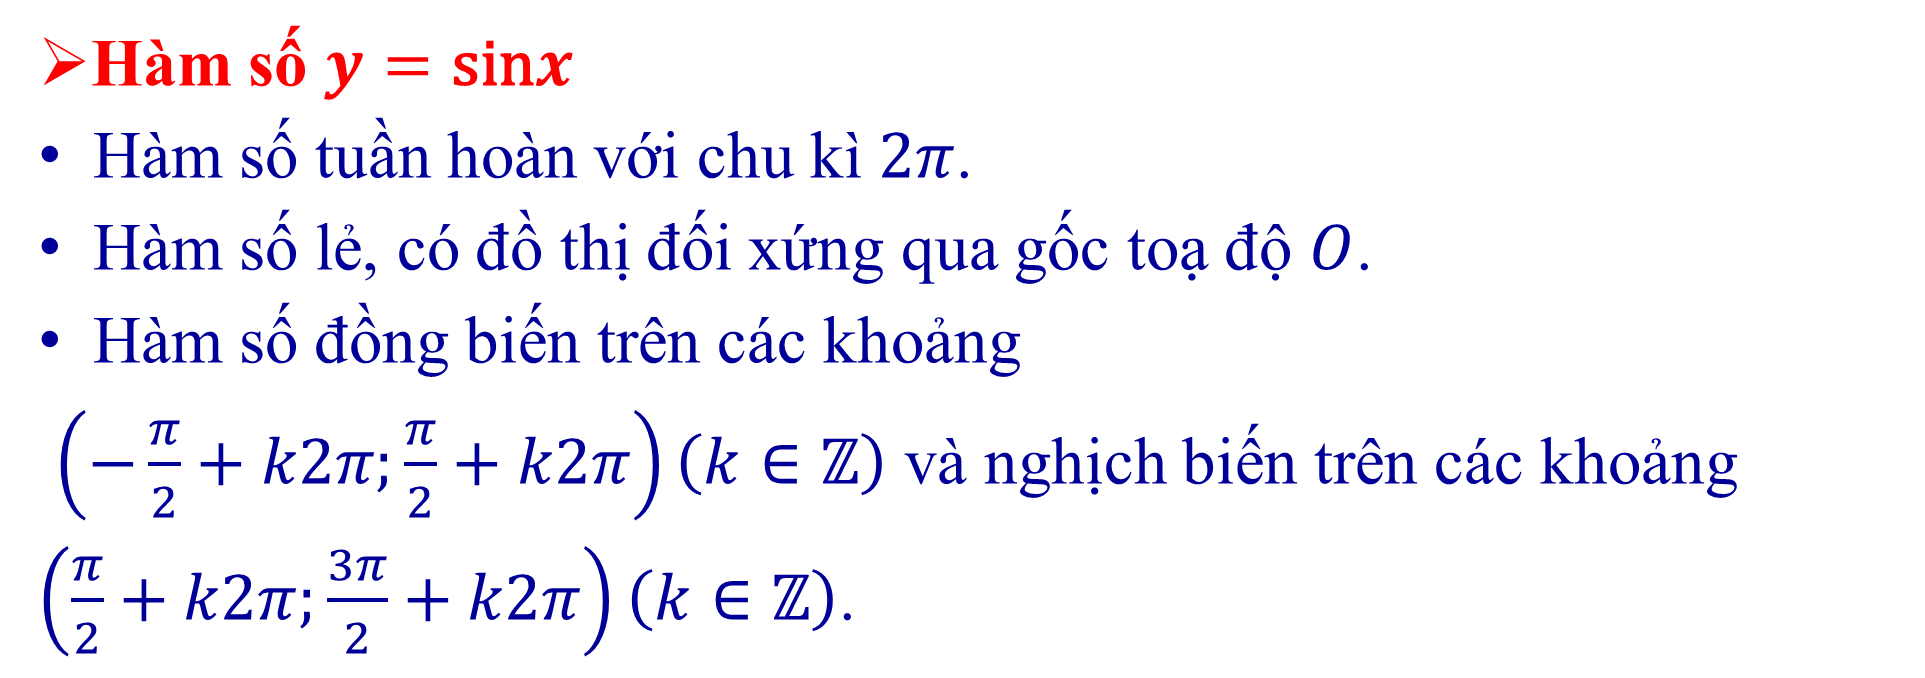 ➢Hàm số y = sinx
• Hàm số tuần hoàn với chu kì 2π.
• Hàm số lẻ, có đồ thị đối xứng qua gốc toạ độ O.
• Hàm số đồng biến trên các khoảng
(−π/2 + k2π; π/2 + k2π) (k ∈ ℤ) và nghịch biến trên các khoảng
(π/2 + k2π; 3π/2 + k2π) (k ∈ ℤ).